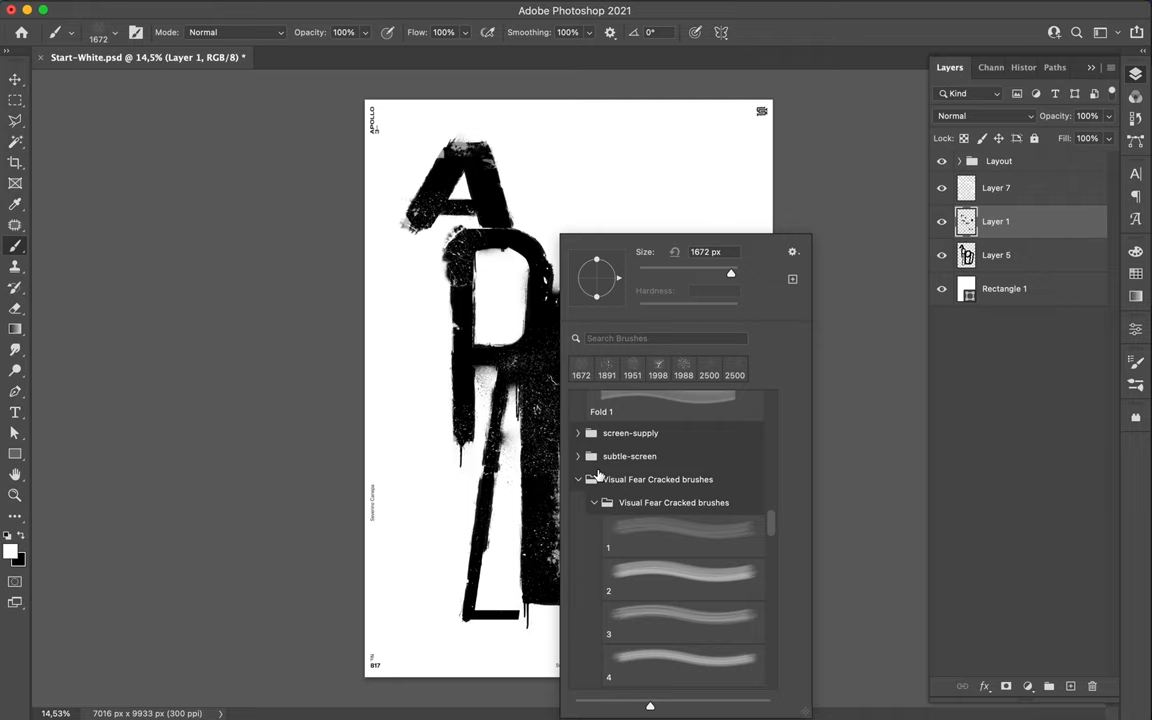 Adobe Photoshop 2021
1672 Mode: Normal Opacity: 100% Flow: 100% Smoothing: 100% 0°
Start-White.psd @ 14,5% (Layer 1, RGB/8) *
Layers Chann Histor Paths
Kind
Normal Opacity: 100%
Lock: Fill: 100%
Layout
Layer 7
Layer 1
Layer 5
Rectangle 1
APOLLO
Severino Canepa
817
Size: 1672 px
Hardness:
Search Brushes
1672 1891 1951 1998 1988 2500 2500
Fold 1
screen-supply
subtle-screen
Visual Fear Cracked brushes
Visual Fear Cracked brushes
1
2
3
4
14,53% 7016 px x 9933 px (300 ppi)